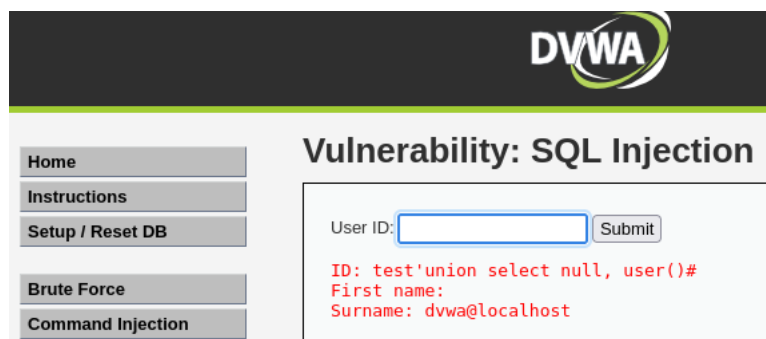 DVWA
Home
Instructions
Setup / Reset DB
Brute Force
Command Injection
Vulnerability: SQL Injection
User ID:
Submit
ID: test'union select null, user()#
First name:
Surname: dvwa@localhost